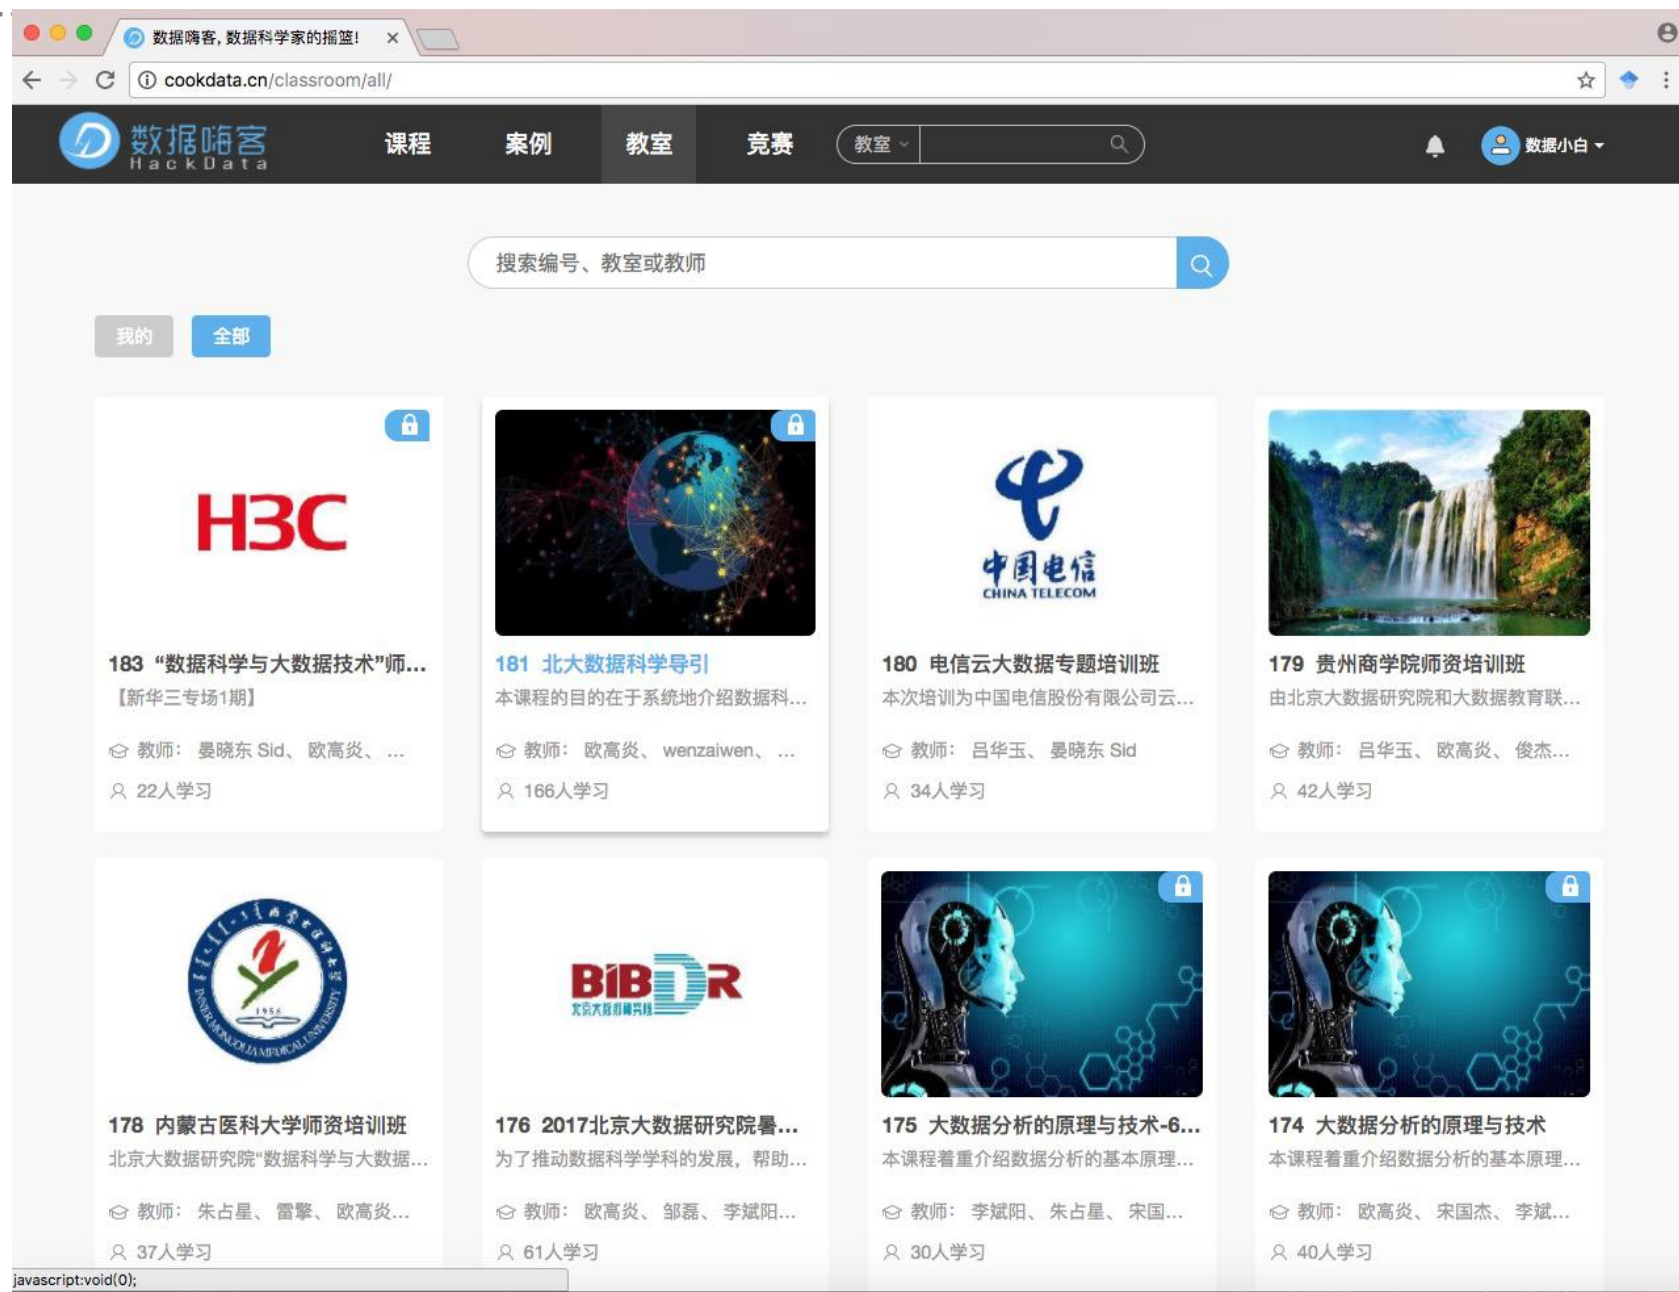 数据嗨客,数据科学家的摇篮!
cookdata.cn/classroom/all/
数据嗨客
HackData
课程 案例 教室 竞赛 教室 数据小白
搜索编号、教室或教师
我的 全部
H3C
中国电信
CHINA TELECOM
183 “数据科学与大数据技术”师...
181 北大数据科学导引
180 电信云大数据专题培训班
179 贵州商学院师资培训班
【新华三专场1期】
本课程的目的在于系统地介绍数据科...
本次培训为中国电信股份有限公司云...
由北京大数据研究院和大数据教育联...
教师： 晏晓东 Sid、 欧高炎、 ...
教师： 欧高炎、 wenzaiwen、 ...
教师： 吕华玉、 晏晓东 Sid
教师： 吕华玉、 欧高炎、 俊杰...
22人学习
166人学习
34人学习
42人学习
1956
INNER MONGOLIA MEDICAL UNIVERSITY
BIBDR
北京大数据研究院
178 内蒙古医科大学师资培训班
176 2017北京大数据研究院暑...
175 大数据分析的原理与技术-6...
174 大数据分析的原理与技术
北京大数据研究院“数据科学与大数据...
为了推动数据科学学科的发展，帮助...
本课程着重介绍数据分析的基本原理...
本课程着重介绍数据分析的基本原理...
教师： 朱占星、 雷擎、 欧高炎...
教师： 欧高炎、 邹磊、 李斌阳...
教师： 李斌阳、 朱占星、 宋国...
教师： 欧高炎、 宋国杰、 李斌...
37人学习
61人学习
30人学习
40人学习
javascript:void(0);